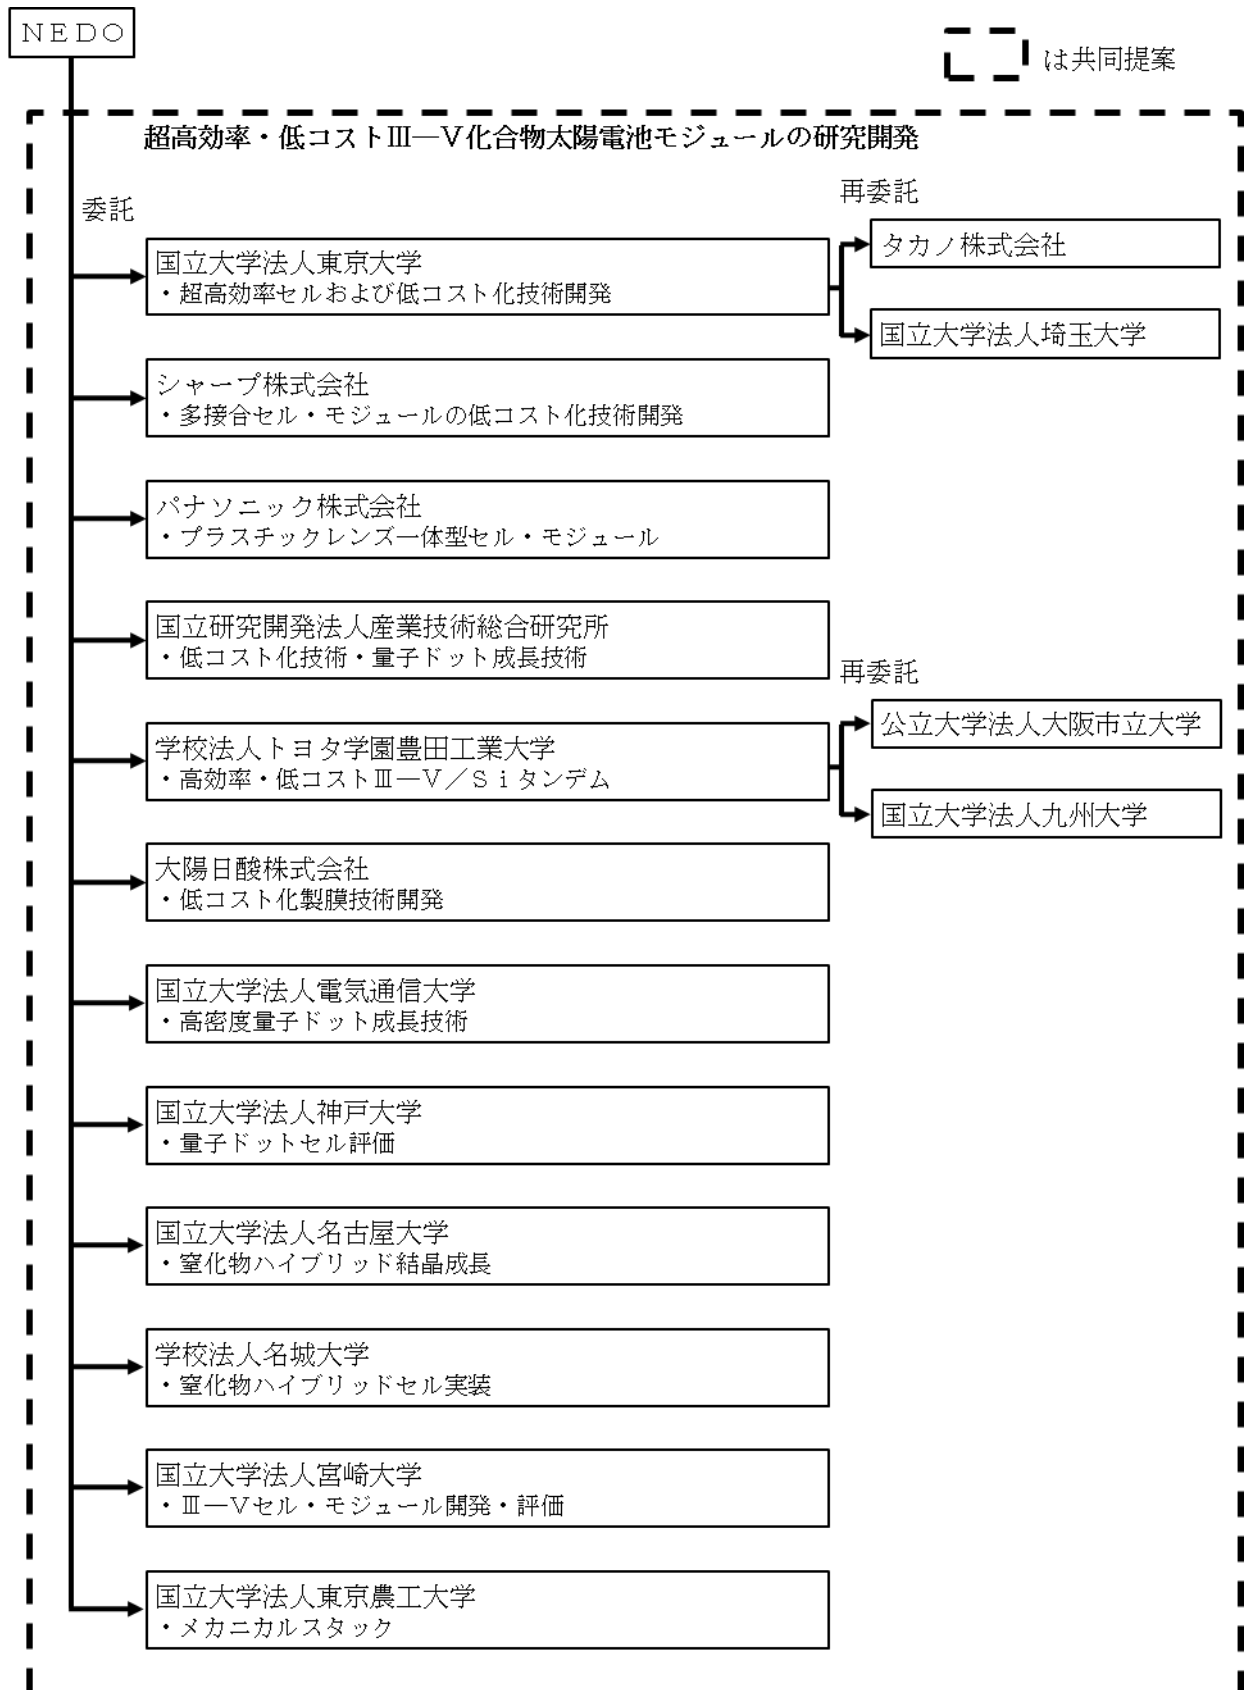 ＮＥＤＯ
は共同提案
超高効率・低コストⅢ―Ⅴ化合物太陽電池モジュールの研究開発
委託
再委託
国立大学法人東京大学
・超高効率セルおよび低コスト化技術開発
タカノ株式会社
国立大学法人埼玉大学
シャープ株式会社
・多接合セル・モジュールの低コスト化技術開発
パナソニック株式会社
・プラスチックレンズ一体型セル・モジュール
国立研究開発法人産業技術総合研究所
・低コスト化技術・量子ドット成長技術
再委託
学校法人トヨタ学園豊田工業大学
・高効率・低コストⅢ―Ⅴ／Ｓｉタンデム
公立大学法人大阪市立大学
国立大学法人九州大学
大陽日酸株式会社
・低コスト化製膜技術開発
国立大学法人電気通信大学
・高密度量子ドット成長技術
国立大学法人神戸大学
・量子ドットセル評価
国立大学法人名古屋大学
・窒化物ハイブリッド結晶成長
学校法人名城大学
・窒化物ハイブリッドセル実装
国立大学法人宮崎大学
・Ⅲ―Ⅴセル・モジュール開発・評価
国立大学法人東京農工大学
・メカニカルスタック